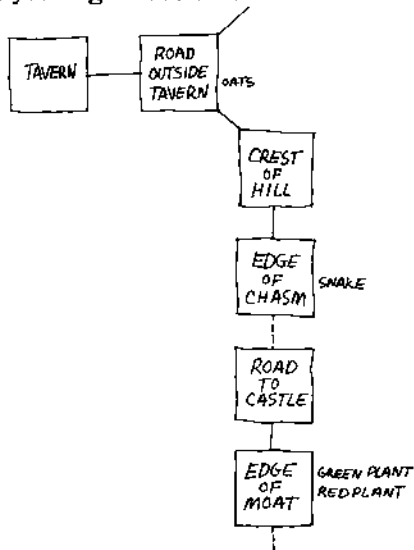 TAVERN
ROAD
OUTSIDE
TAVERN
OATS
CREST
OF
HILL
EDGE
OF
CHASM
SNAKE
ROAD
TO
CASTLE
EDGE
OF
MOAT
GREEN PLANT
RED PLANT